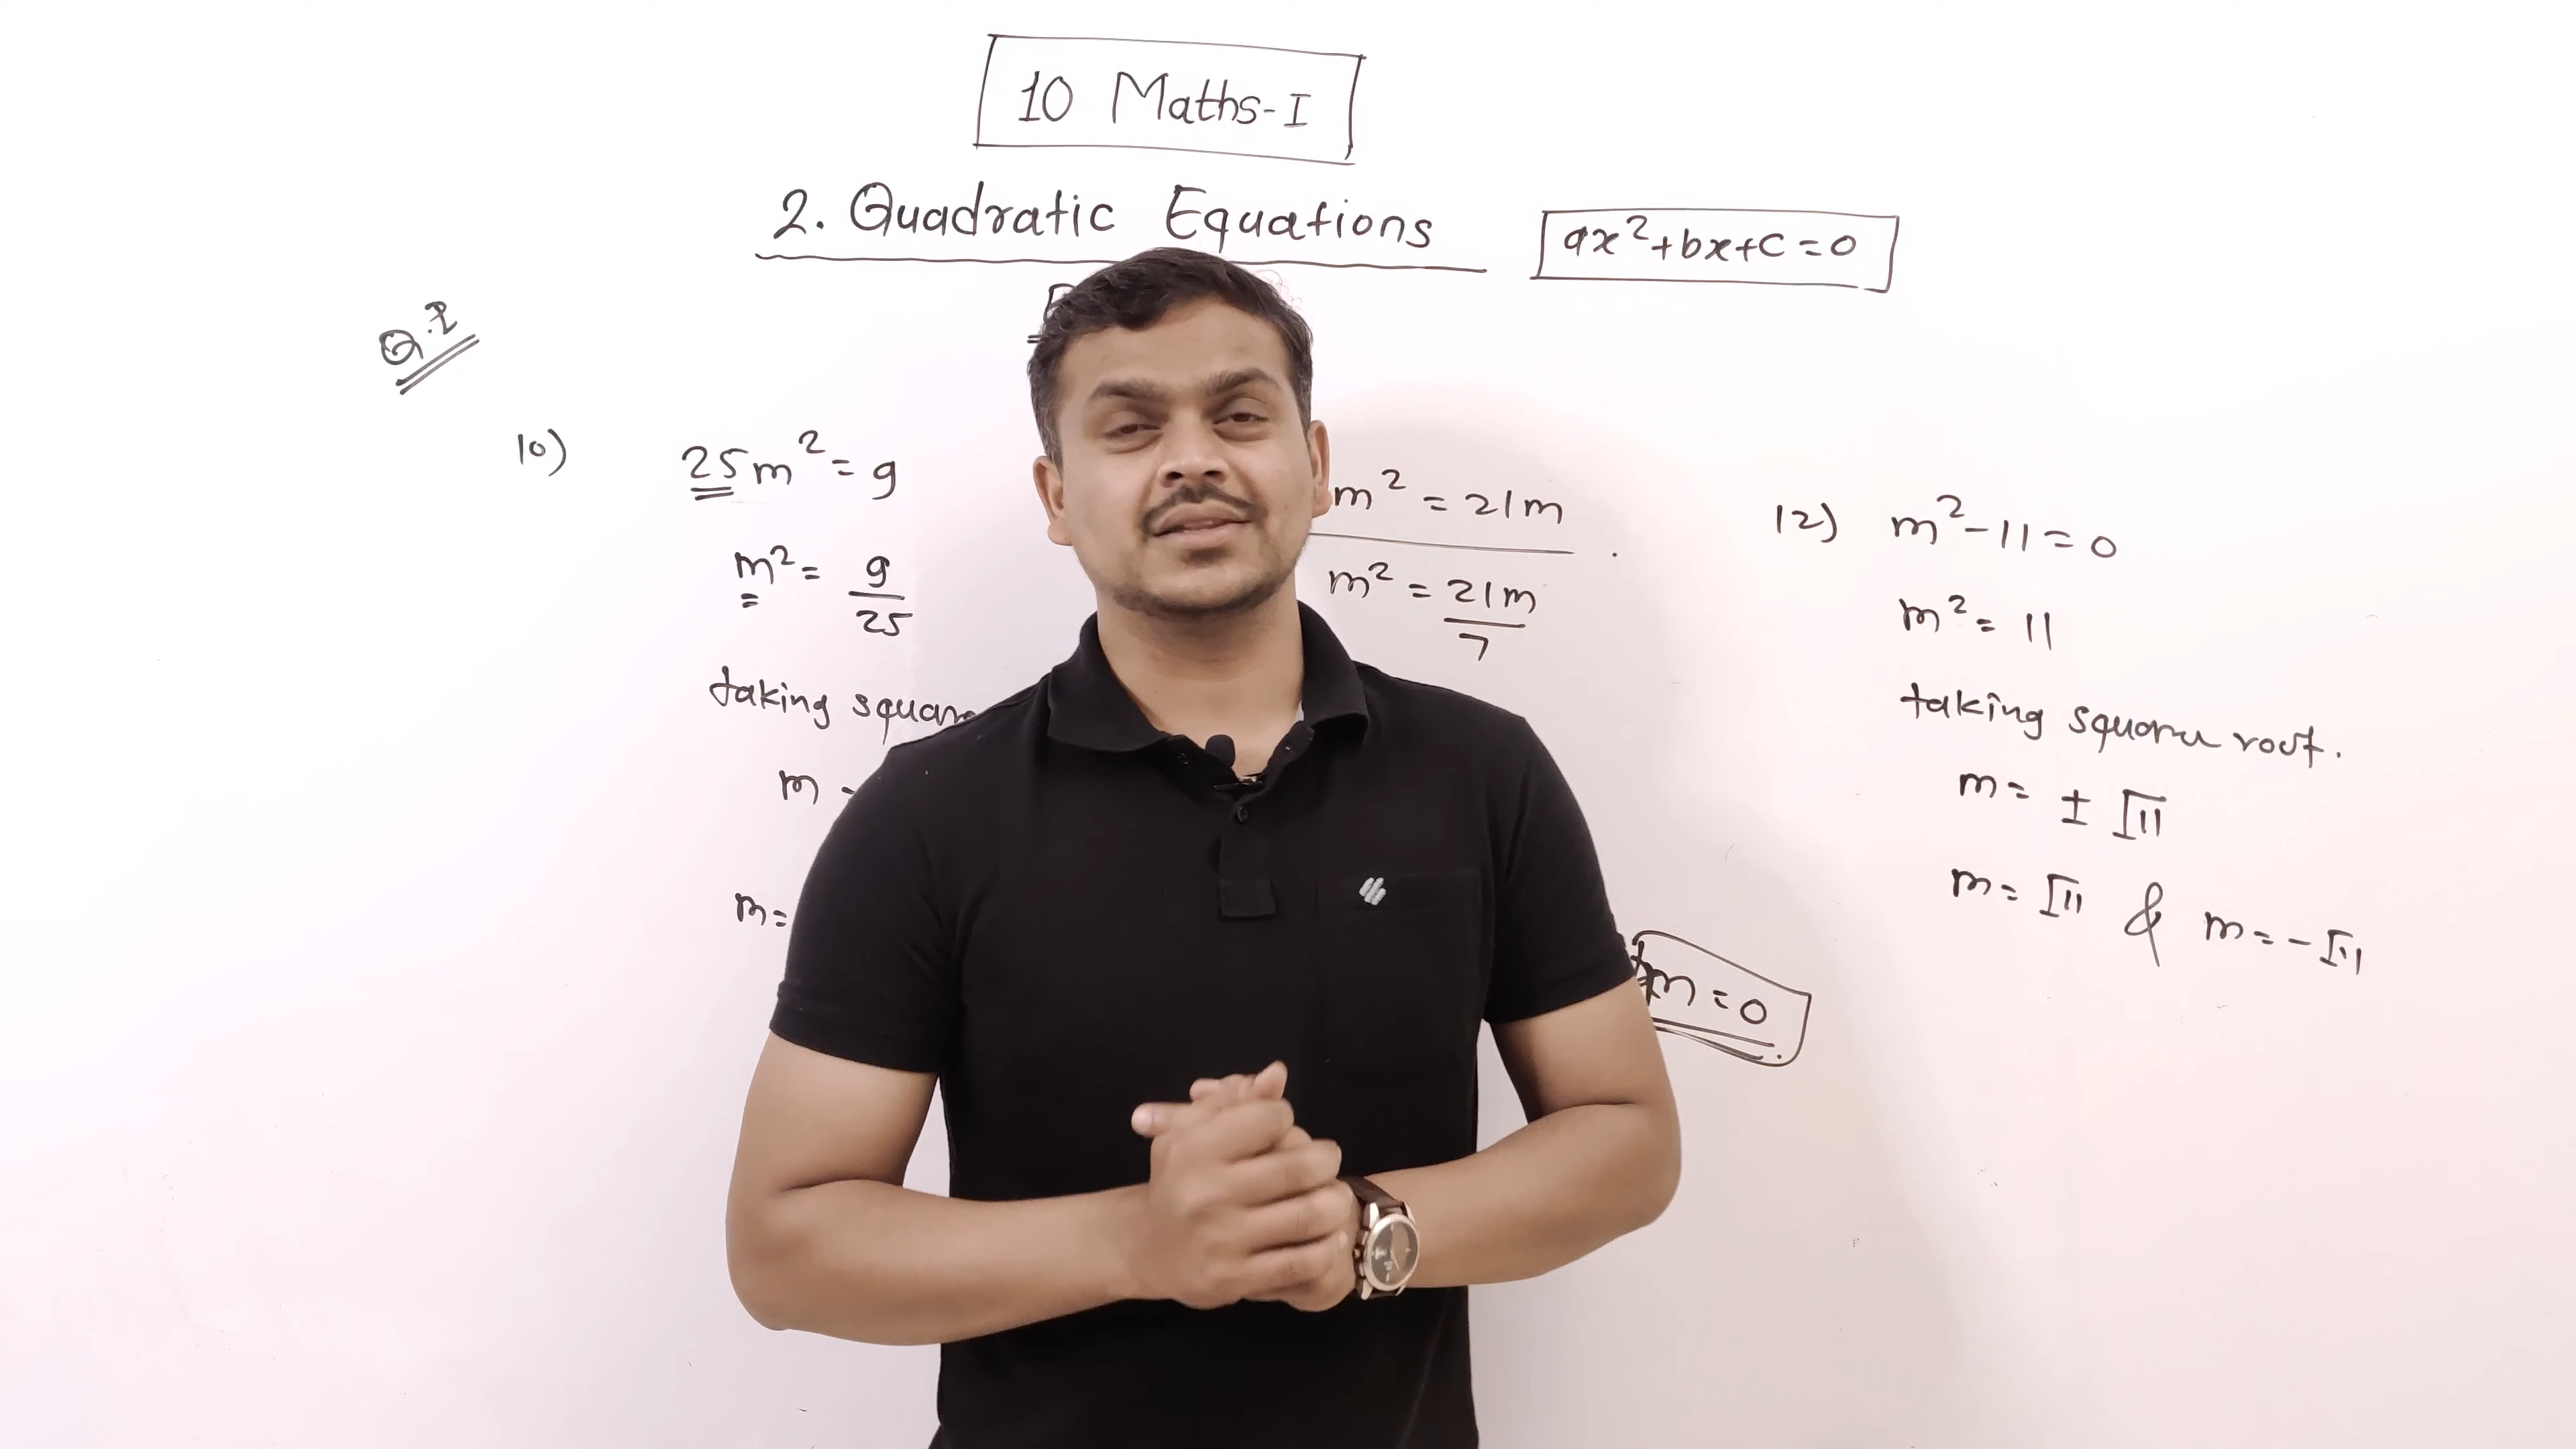 10 Maths-I
2. Quadratic Equations
ax²+bx+c=0
Q.2
10)
25m²=9
m²= 9/25
taking square
m
m=
m²=21m
m²= 21m/7
m=0
12) m²-11=0
m²= 11
taking square root.
m= ± √11
m= √11 & m=-√11